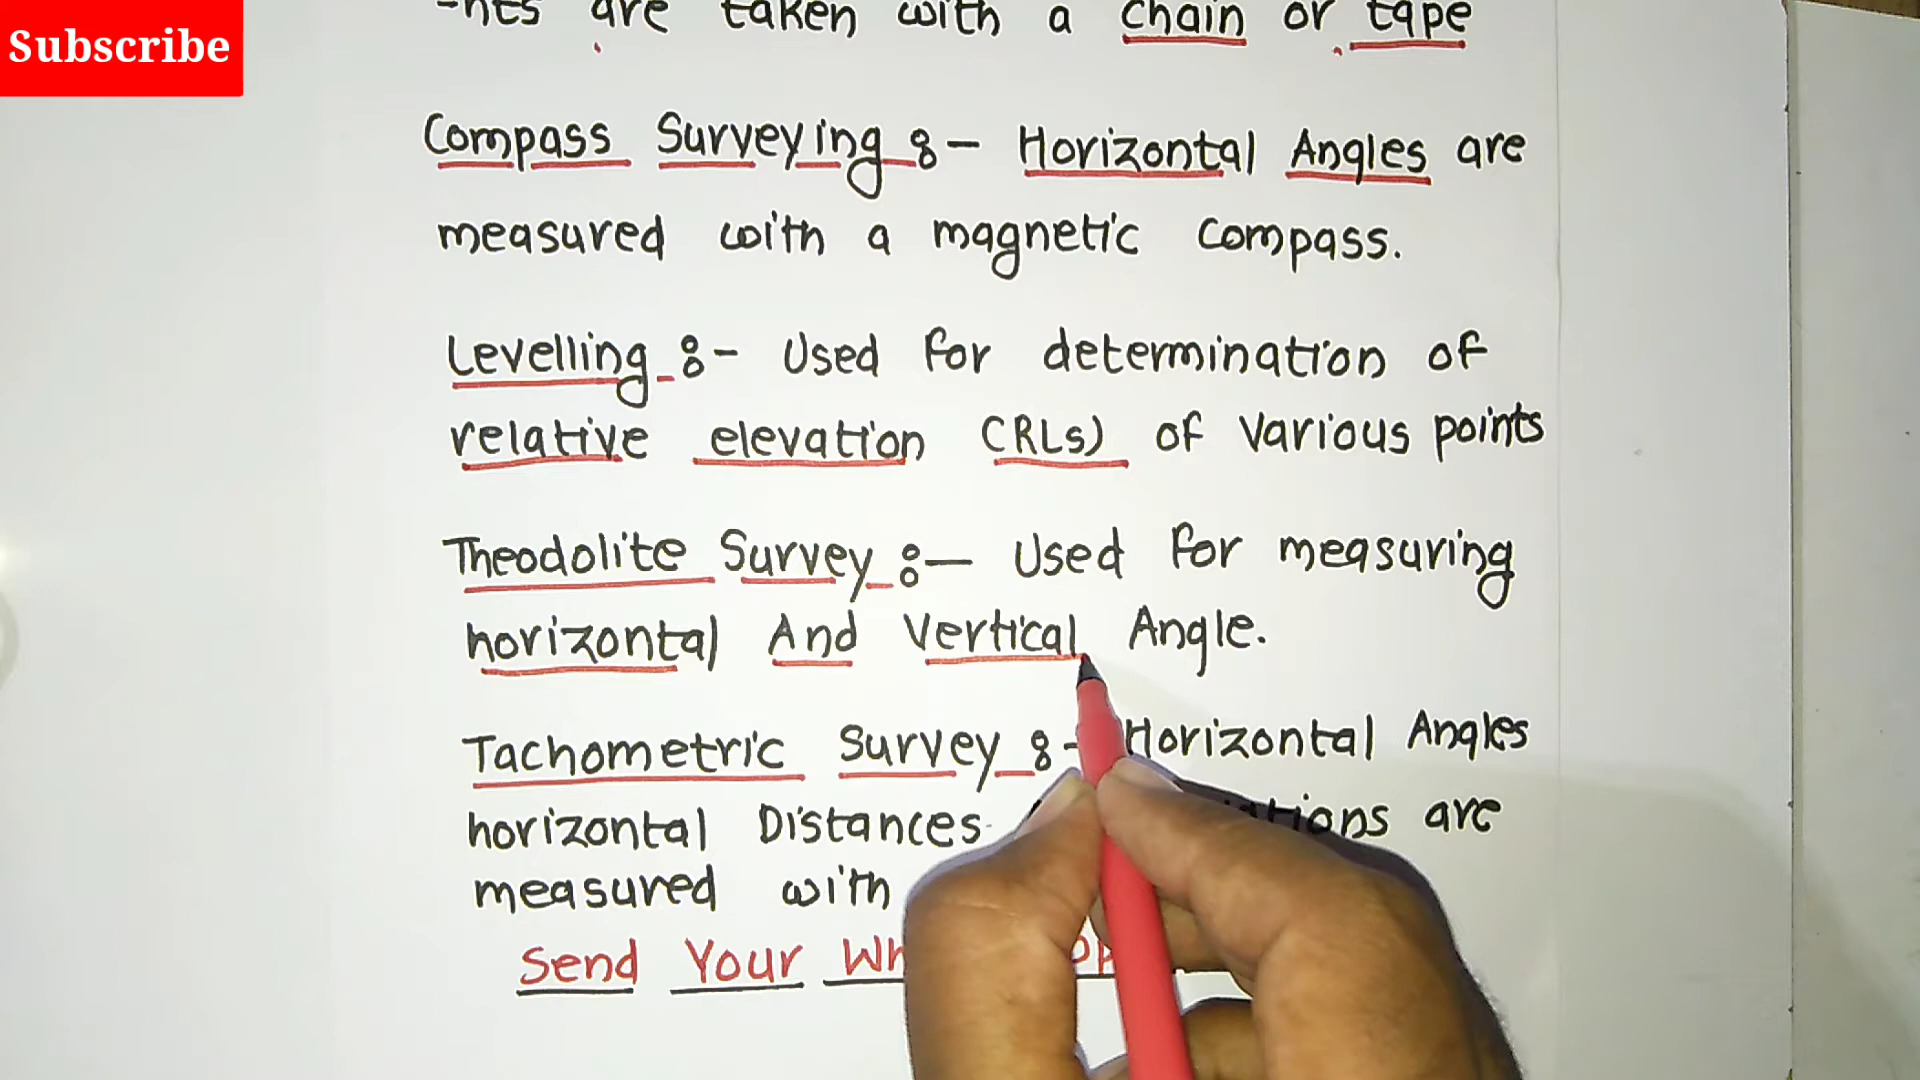 Subscribe
-nts are taken with a chain or tape
Compass Surveying :- Horizontal Angles are
measured with a magnetic compass.
Levelling :- Used for determination of
relative elevation (RLs) of various points
Theodolite Survey :- Used for measuring
horizontal And Vertical Angle.
Tachometric Survey :- Horizontal Angles
horizontal Distances are
measured with
Send Your